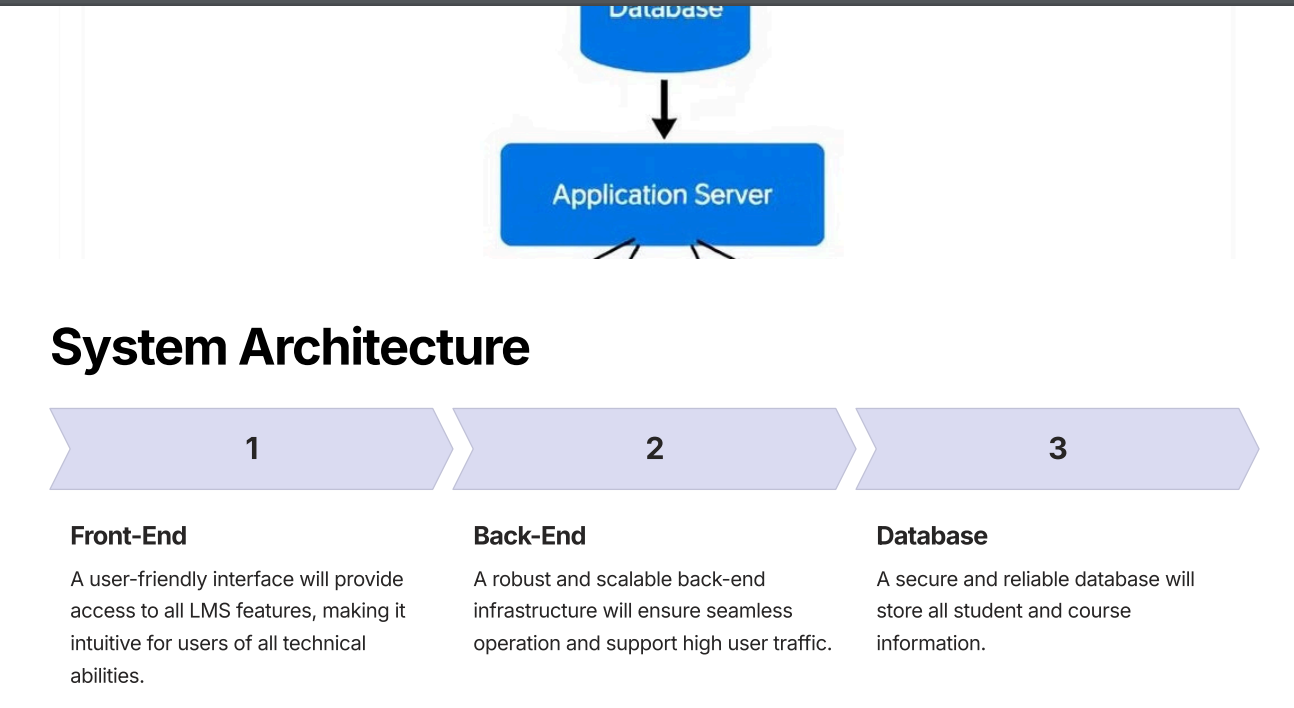 Database
Application Server
System Architecture
1
2
3
Front-End
A user-friendly interface will provide
access to all LMS features, making it
intuitive for users of all technical
abilities.
Back-End
A robust and scalable back-end
infrastructure will ensure seamless
operation and support high user traffic.
Database
A secure and reliable database will
store all student and course
information.